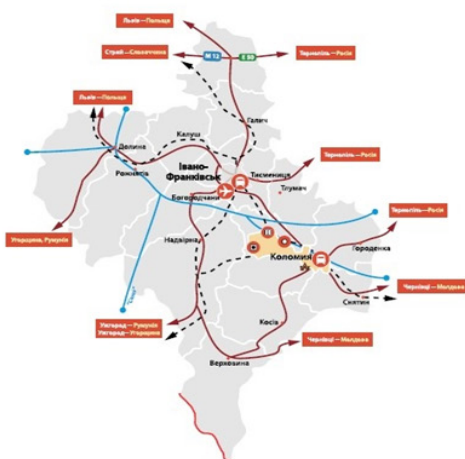 Львів—Польща
Стрий—Словаччина
М 12
Е 50
Тернопіль—Росія
Львів—Польща
Галич
Калуш
Долина
Рожнятів
Івано-
Франківськ
Тисмениця
Тернопіль—Росія
Тлумач
Богородчани
Угорщина, Румунія
Надвірна
Тернопіль—Росія
Городенка
Коломия
Чернівці—Молдова
Снятин
Ужгород—Румунія
Ужгород—Угорщина
Косів
Чернівці—Молдова
Верховина